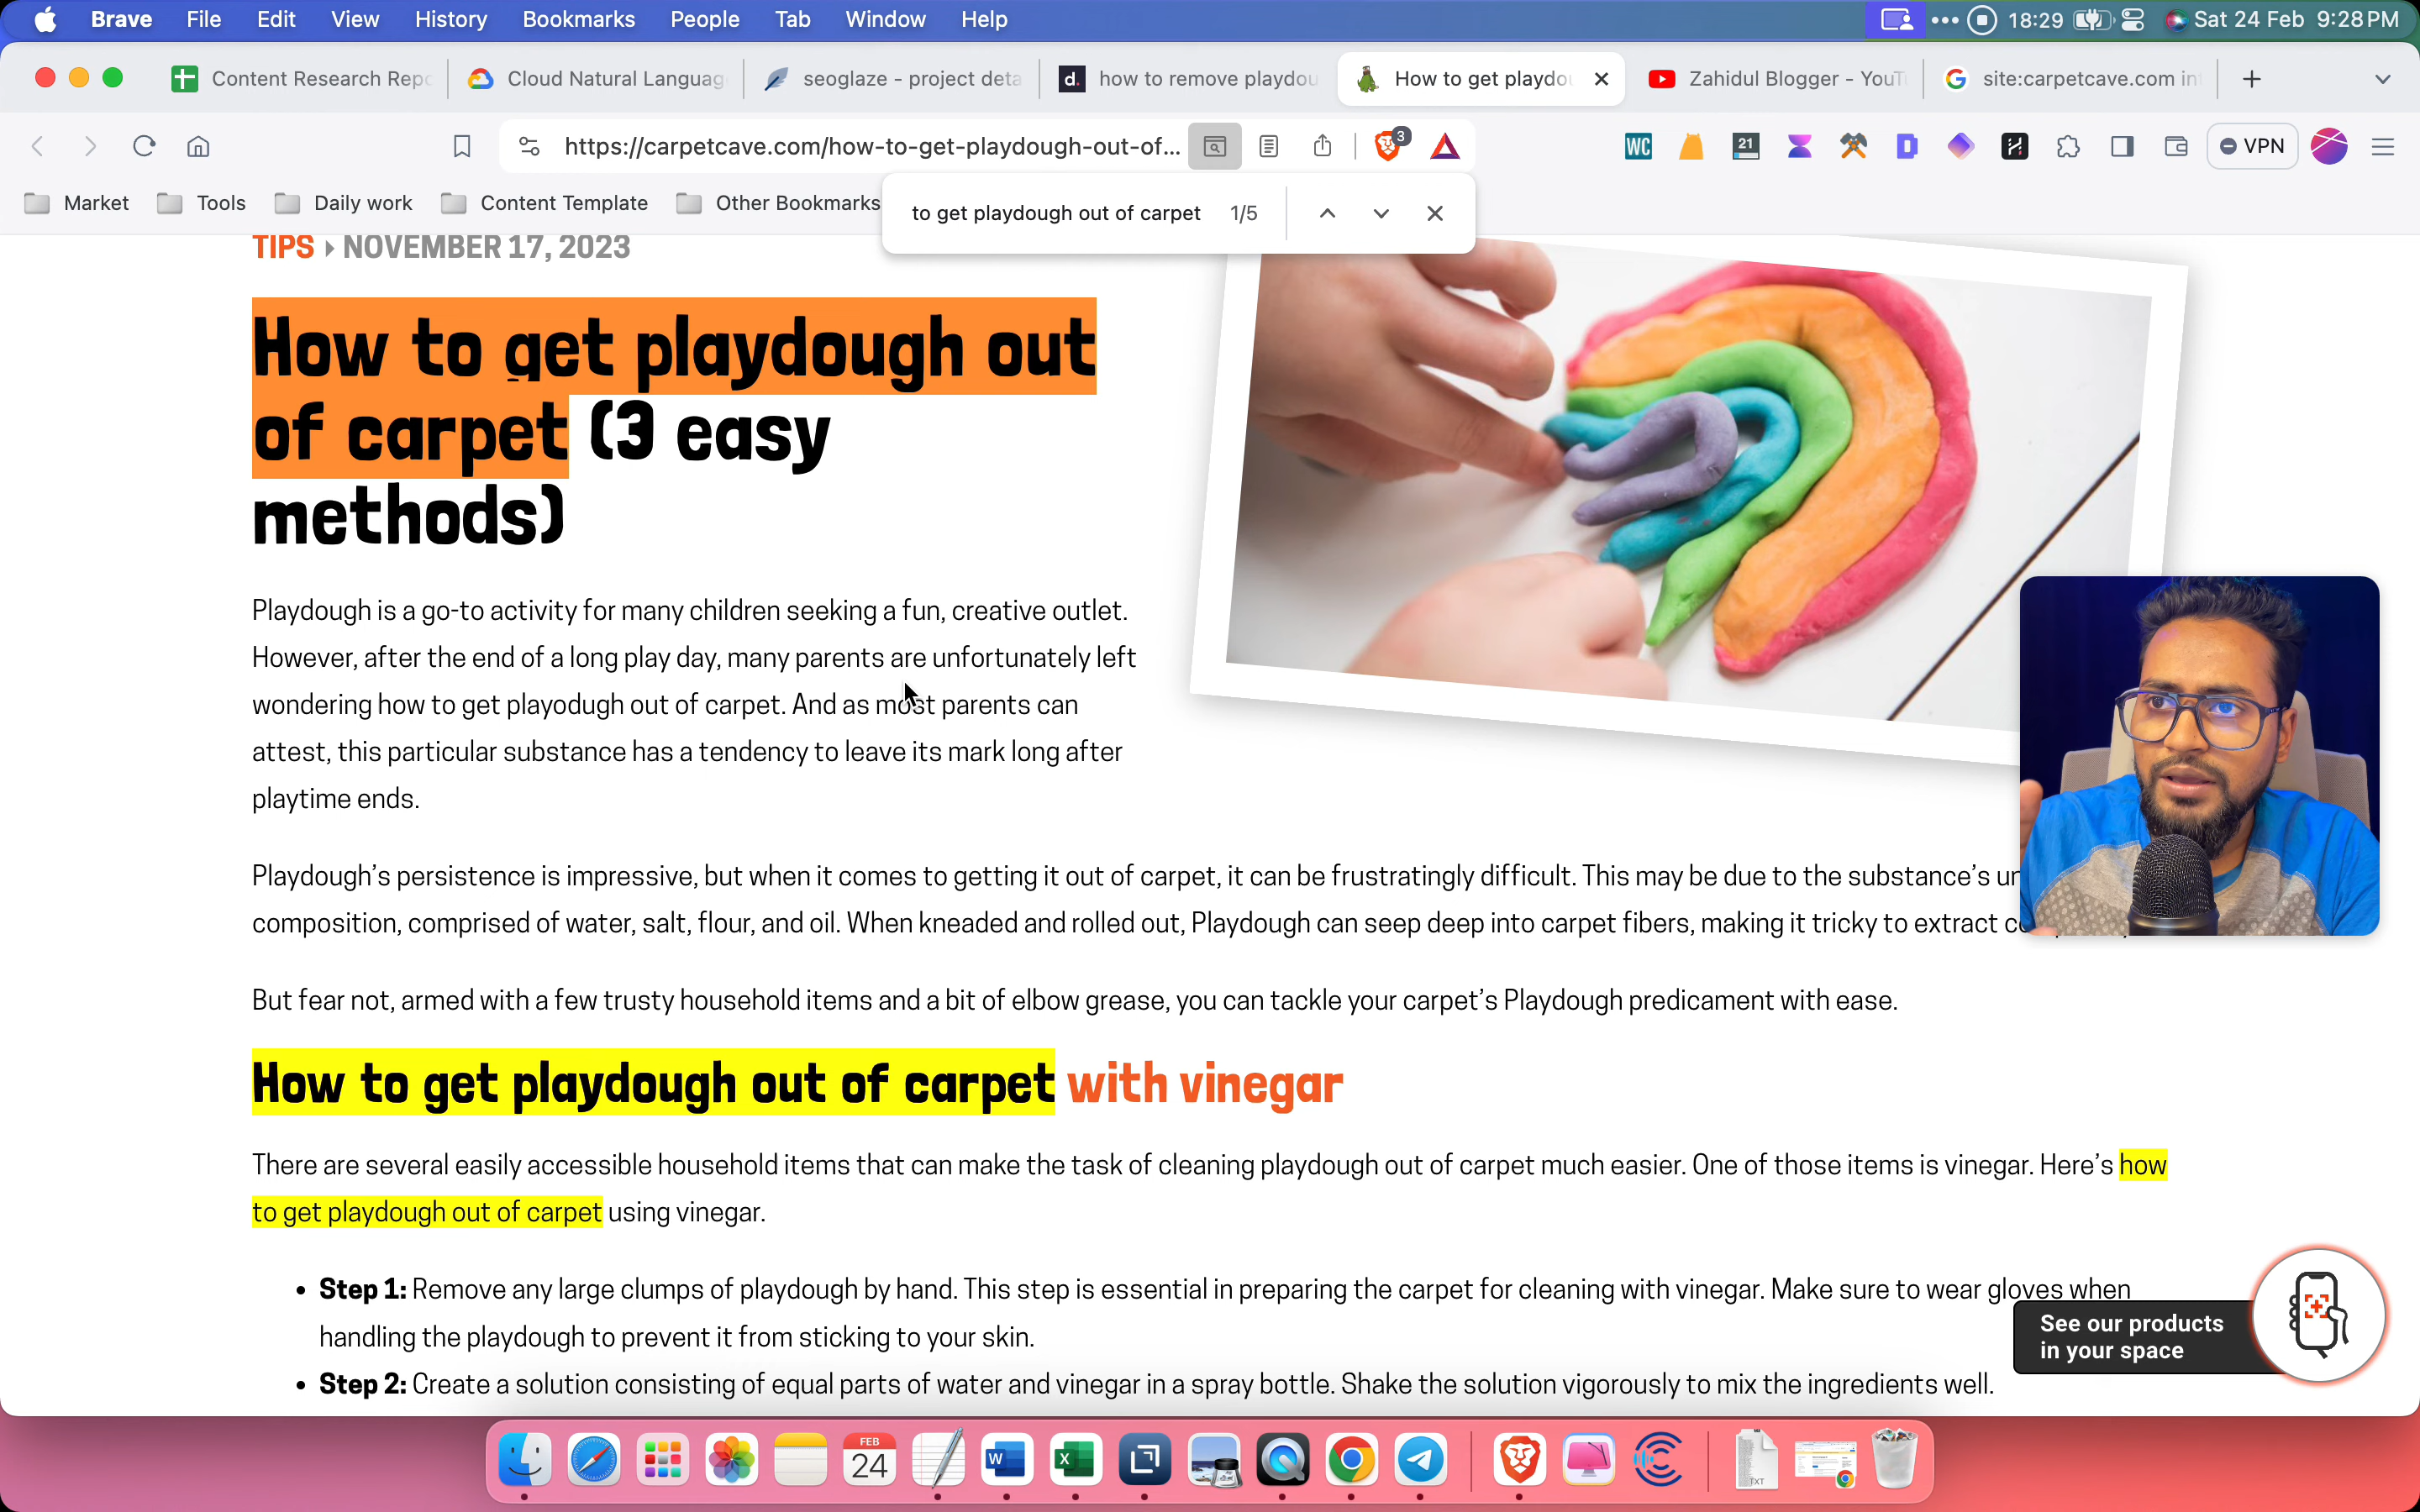 Brave File Edit View History Bookmarks People Tab Window Help 18:29 Sat 24 Feb 9:28 PM
Content Research Repo Cloud Natural Languag seoglaze - project deta d. how to remove playdou How to get playdo Zahidul Blogger - YouT site:carpetcave.com in
https://carpetcave.com/how-to-get-playdough-out-of... 3 WC 21 D VPN
Market Tools Daily work Content Template Other Bookmarks
to get playdough out of carpet 1/5
TIPS NOVEMBER 17, 2023
How to get playdough out
of carpet (3 easy
methods)
Playdough is a go-to activity for many children seeking a fun, creative outlet.
However, after the end of a long play day, many parents are unfortunately left
wondering how to get playodugh out of carpet. And as most parents can
attest, this particular substance has a tendency to leave its mark long after
playtime ends.
Playdough’s persistence is impressive, but when it comes to getting it out of carpet, it can be frustratingly difficult. This may be due to the substance’s
composition, comprised of water, salt, flour, and oil. When kneaded and rolled out, Playdough can seep deep into carpet fibers, making it tricky to extract
But fear not, armed with a few trusty household items and a bit of elbow grease, you can tackle your carpet’s Playdough predicament with ease.
How to get playdough out of carpet with vinegar
There are several easily accessible household items that can make the task of cleaning playdough out of carpet much easier. One of those items is vinegar. Here’s how
to get playdough out of carpet using vinegar.
• Step 1: Remove any large clumps of playdough by hand. This step is essential in preparing the carpet for cleaning with vinegar. Make sure to wear gloves when
handling the playdough to prevent it from sticking to your skin.
• Step 2: Create a solution consisting of equal parts of water and vinegar in a spray bottle. Shake the solution vigorously to mix the ingredients well.
See our products
in your space
FEB
24
W
X
TXT